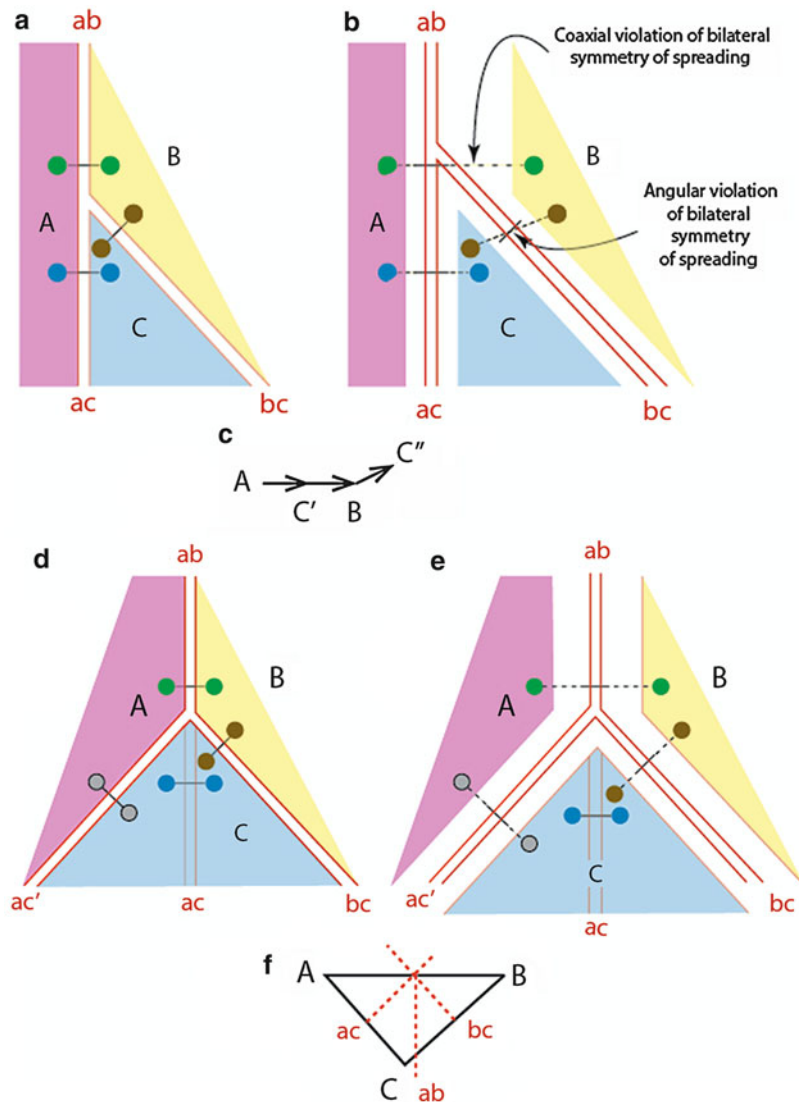 a
ab
A
B
C
ac
bc
b
ab
Coaxial violation of bilateral
symmetry of spreading
A
B
Angular violation
of bilateral
symmetry
of spreading
C
ac
bc
c
A
C'
B
C"
d
ab
A
B
C
ac'
ac
bc
e
ab
A
B
C
ac'
ac
bc
f
A
B
ac
bc
C
ab